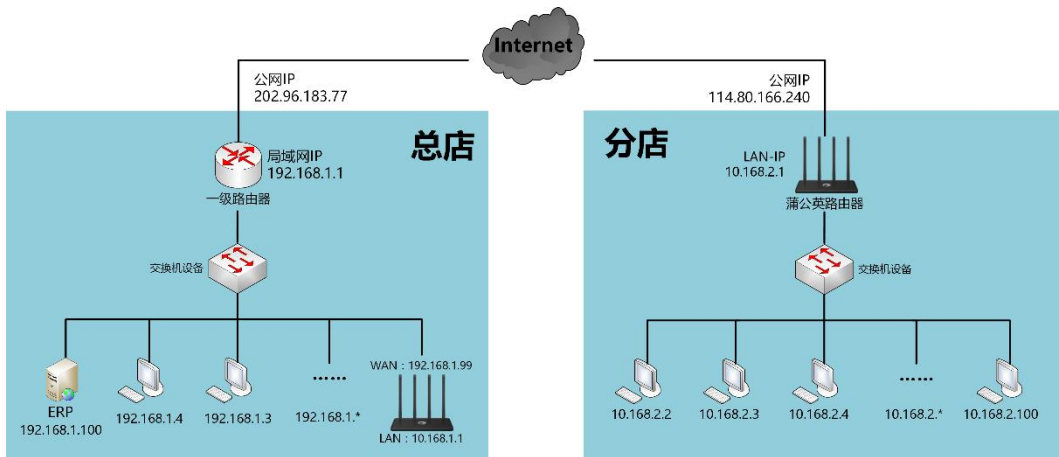 Internet
公网IP
202.96.183.77
公网IP
114.80.166.240
总店
分店
局域网IP
192.168.1.1
一级路由器
LAN-IP
10.168.2.1
蒲公英路由器
交换机设备
交换机设备
ERP
192.168.1.100
192.168.1.4
192.168.1.3
……
192.168.1.*
WAN：192.168.1.99
LAN：10.168.1.1
10.168.2.2
10.168.2.3
10.168.2.4
……
10.168.2.*
10.168.2.100